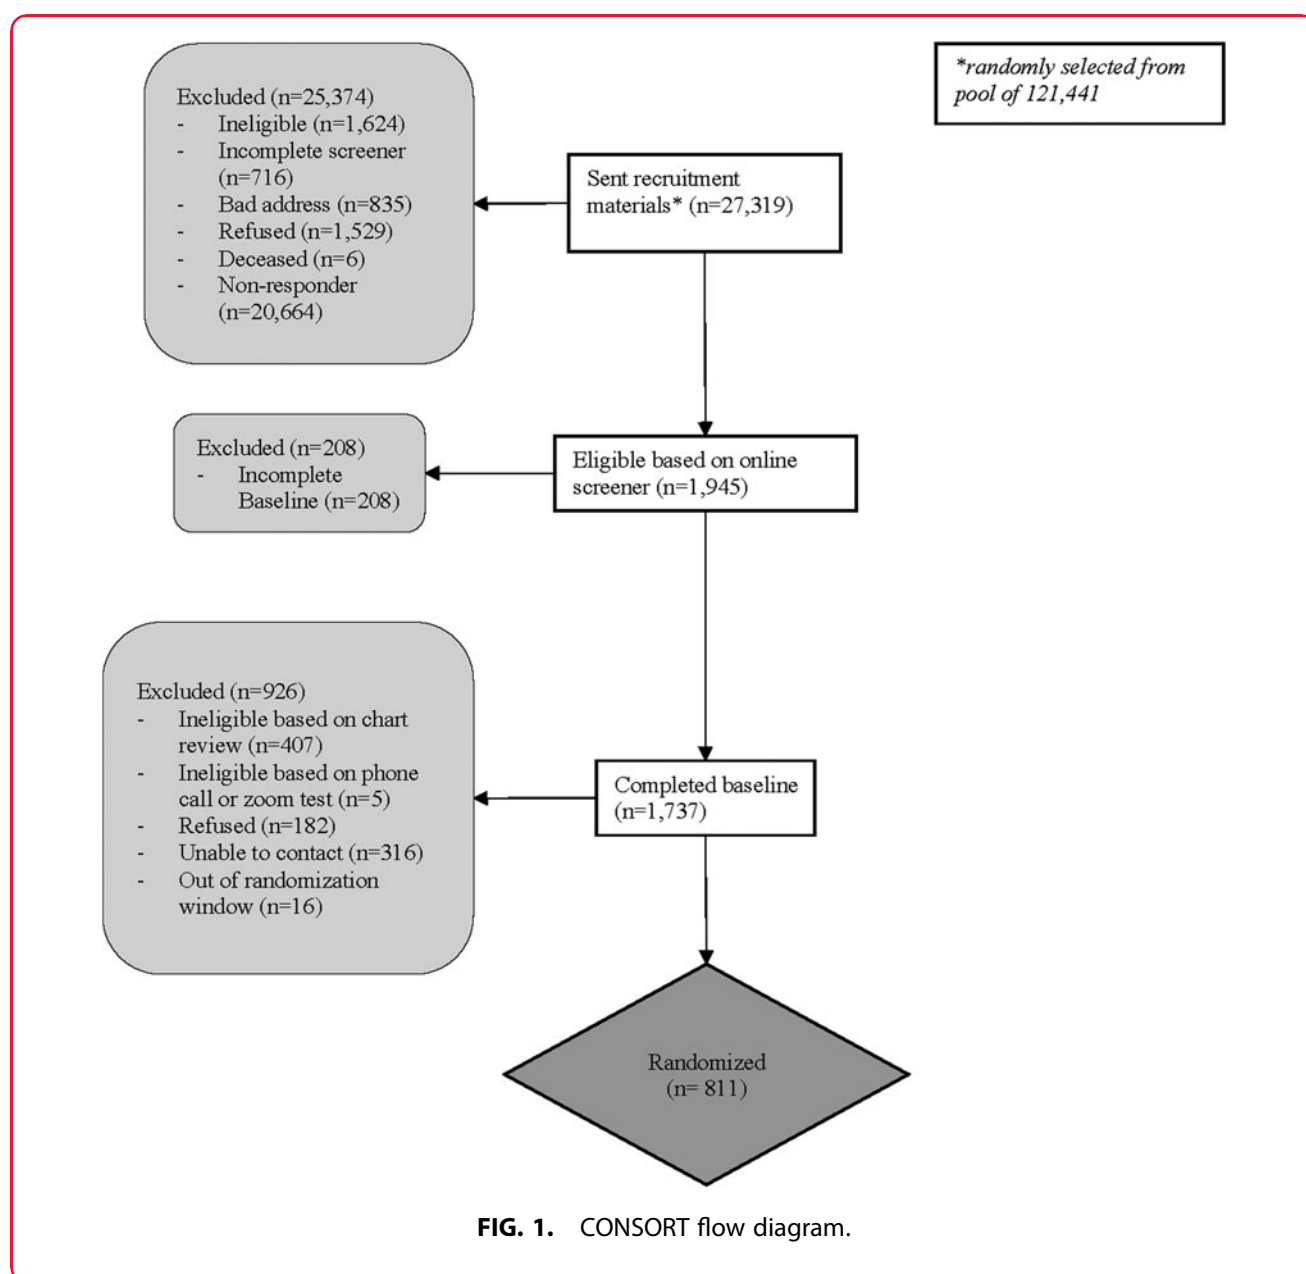 *randomly selected from
pool of 121,441
Excluded (n=25,374)
- Ineligible (n=1,624)
- Incomplete screener
(n=716)
- Bad address (n=835)
- Refused (n=1,529)
- Deceased (n=6)
- Non-responder
(n=20,664)
Sent recruitment
materials* (n=27,319)
Excluded (n=208)
- Incomplete
Baseline (n=208)
Eligible based on online
screener (n=1,945)
Excluded (n=926)
- Ineligible based on chart
review (n=407)
- Ineligible based on phone
call or zoom test (n=5)
- Refused (n=182)
- Unable to contact (n=316)
- Out of randomization
window (n=16)
Completed baseline
(n=1,737)
Randomized
(n= 811)
FIG. 1. CONSORT flow diagram.